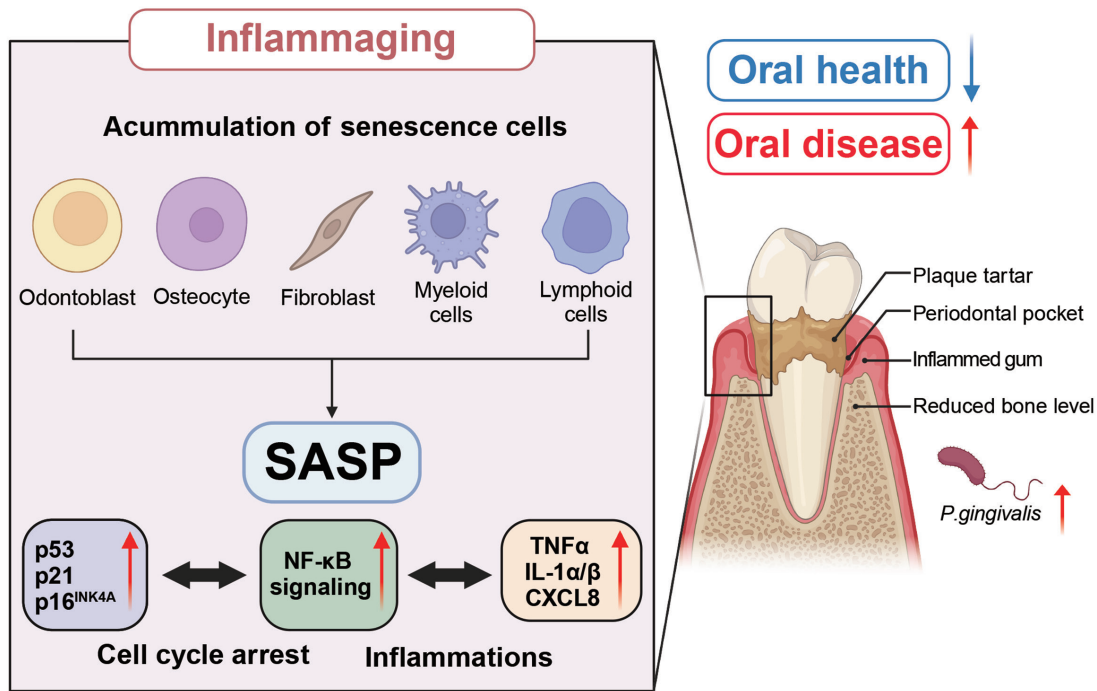 Inflammaging
Acummulation of senescence cells
Odontoblast
Osteocyte
Fibroblast
Myeloid
cells
Lymphoid
cells
SASP
p53
p21
p16^INK4A
NF-κB
signaling
TNFα
IL-1α/β
CXCL8
Cell cycle arrest
Inflammations
Oral health
Oral disease
Plaque tartar
Periodontal pocket
Inflammed gum
Reduced bone level
P.gingivalis